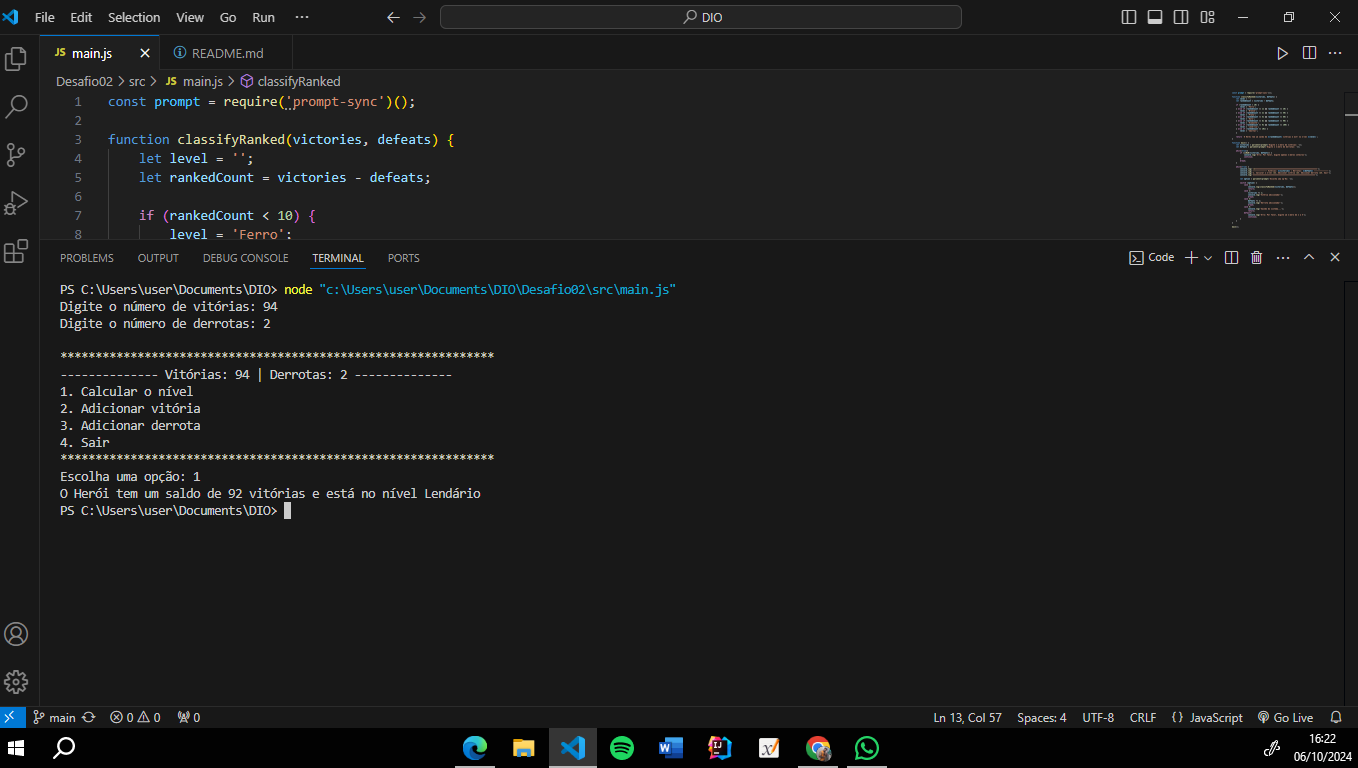 File Edit Selection View Go Run ··· DIO
JS main.js README.md
Desafio02 > src > JS main.js > classifyRanked
1 const prompt = require('prompt-sync')();
2
3 function classifyRanked(victories, defeats) {
4 let level = '';
5 let rankedCount = victories - defeats;
6
7 if (rankedCount < 10) {
8 level = 'Ferro';
PROBLEMS OUTPUT DEBUG CONSOLE TERMINAL PORTS Code
PS C:\Users\user\Documents\DIO> node "c:\Users\user\Documents\DIO\Desafio02\src\main.js"
Digite o número de vitórias: 94
Digite o número de derrotas: 2
**************************************************************
-------------- Vitórias: 94 | Derrotas: 2 --------------
1. Calcular o nível
2. Adicionar vitória
3. Adicionar derrota
4. Sair
**************************************************************
Escolha uma opção: 1
O Herói tem um saldo de 92 vitórias e está no nível Lendário
PS C:\Users\user\Documents\DIO>
main 0 0 0 Ln 13, Col 57 Spaces: 4 UTF-8 CRLF {} JavaScript Go Live
16:22
06/10/2024